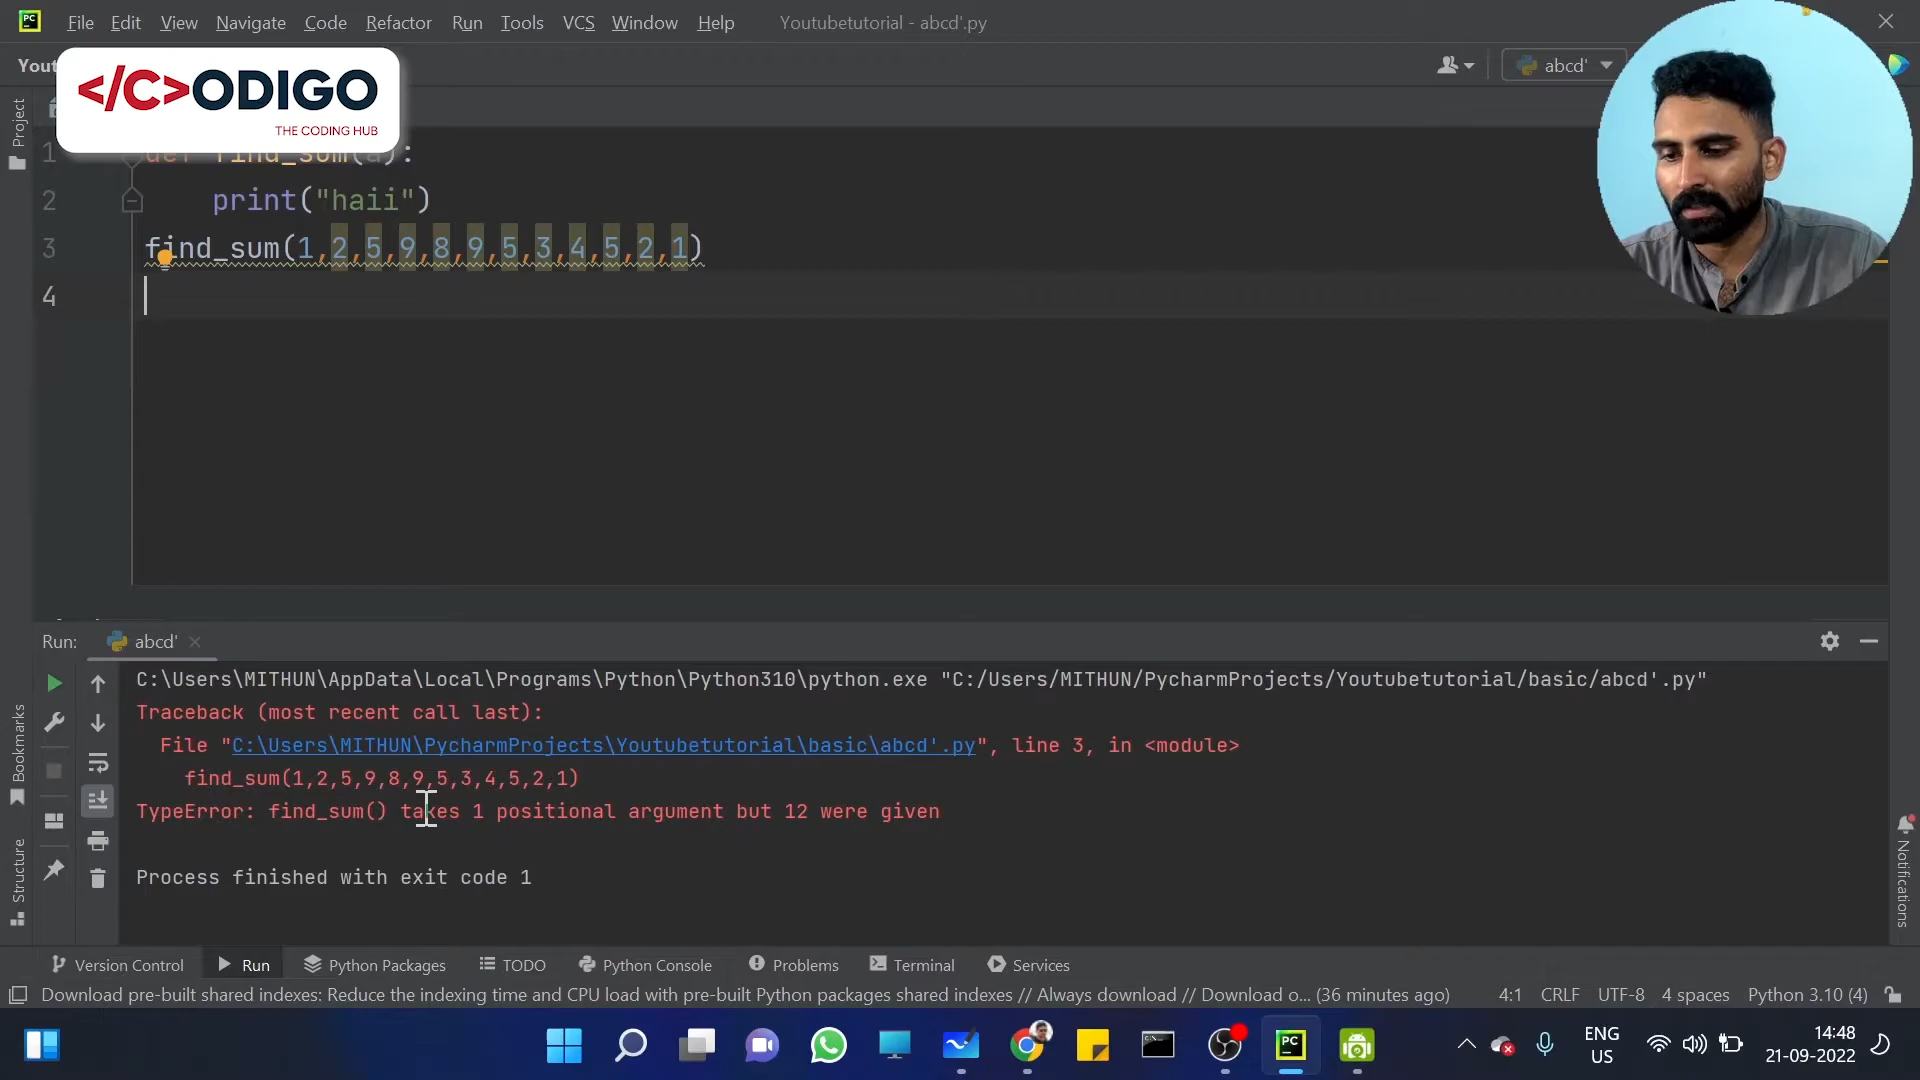 File Edit View Navigate Code Refactor Run Tools VCS Window Help Youtubetutorial - abcd'.py
Yout
abcd'
</C>ODIGO
THE CODING HUB
Project
1 def find_sum(a):
2 print("haii")
3 find_sum(1,2,5,9,8,9,5,3,4,5,2,1)
4
Run: abcd'
C:\Users\MITHUN\AppData\Local\Programs\Python\Python310\python.exe "C:/Users/MITHUN/PycharmProjects/Youtubetutorial/basic/abcd'.py"
Traceback (most recent call last):
File "C:\Users\MITHUN\PycharmProjects\Youtubetutorial\basic\abcd'.py", line 3, in <module>
find_sum(1,2,5,9,8,9,5,3,4,5,2,1)
TypeError: find_sum() takes 1 positional argument but 12 were given
Process finished with exit code 1
Bookmarks
Structure
Notifications
Version Control Run Python Packages TODO Python Console Problems Terminal Services
Download pre-built shared indexes: Reduce the indexing time and CPU load with pre-built Python packages shared indexes // Always download // Download o... (36 minutes ago) 4:1 CRLF UTF-8 4 spaces Python 3.10 (4)
PC
ENG
US
14:48
21-09-2022